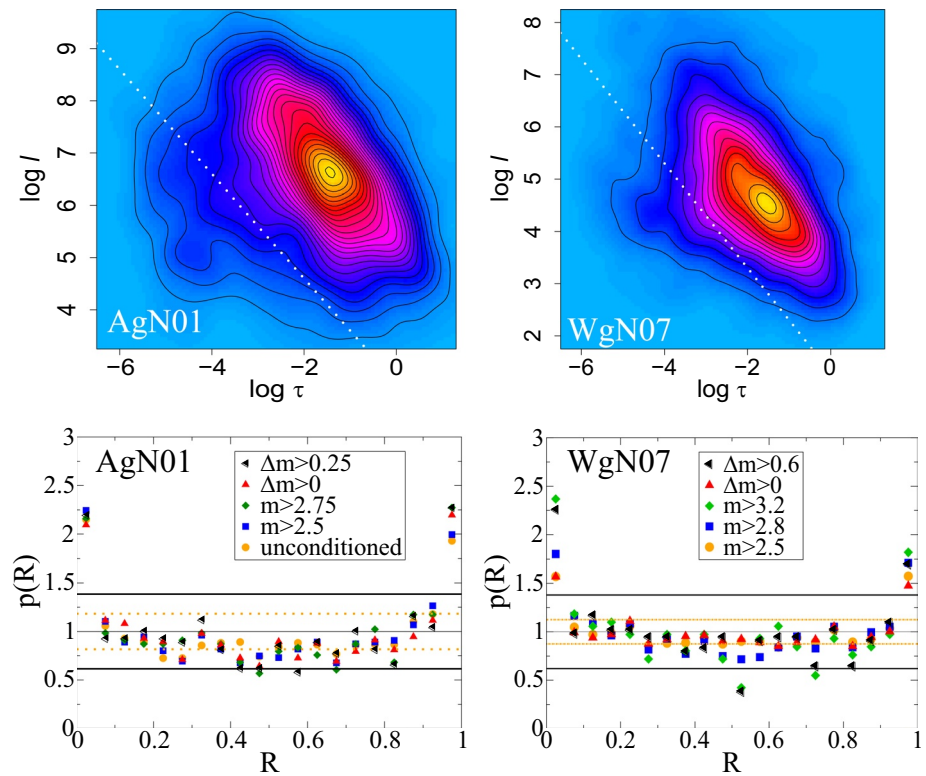 log l
9
8
7
6
5
4
AgN01
−6
−4
−2
0
log τ
log l
8
7
6
5
4
3
2
WgN07
−6
−4
−2
0
log τ
p(R)
3
2.5
2
1.5
1
0.5
0
AgN01
Δm>0.25
Δm>0
m>2.75
m>2.5
unconditioned
0
0.2
0.4
0.6
0.8
1
R
p(R)
3
2.5
2
1.5
1
0.5
0
WgN07
Δm>0.6
Δm>0
m>3.2
m>2.8
m>2.5
0
0.2
0.4
0.6
0.8
1
R